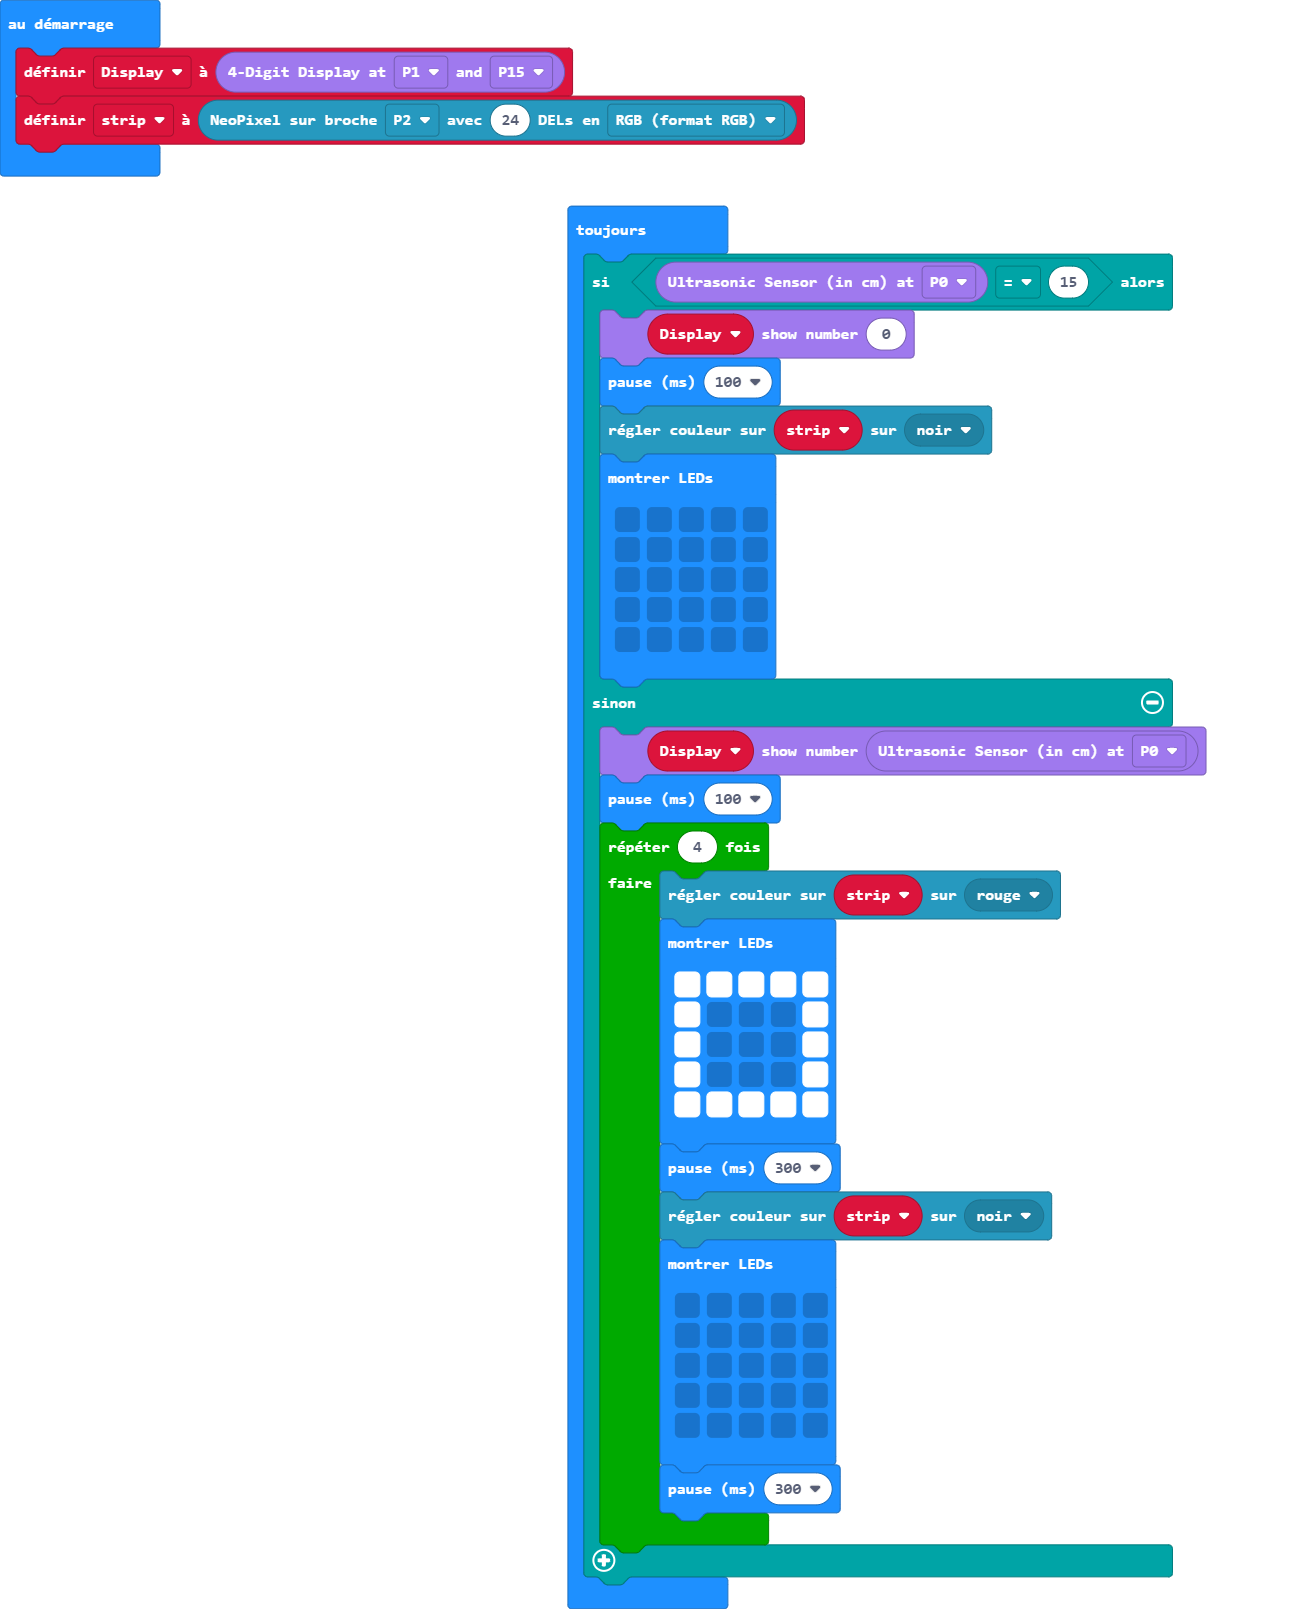 au démarrage
définir Display à 4-Digit Display at P1 and P15
définir strip à NeoPixel sur broche P2 avec 24 DELs en RGB (format RGB)
toujours
si Ultrasonic Sensor (in cm) at P0 = 15 alors
Display show number 0
pause (ms) 100
régler couleur sur strip sur noir
montrer LEDs
sinon
Display show number Ultrasonic Sensor (in cm) at P0
pause (ms) 100
répéter 4 fois
faire régler couleur sur strip sur rouge
montrer LEDs
pause (ms) 300
régler couleur sur strip sur noir
montrer LEDs
pause (ms) 300